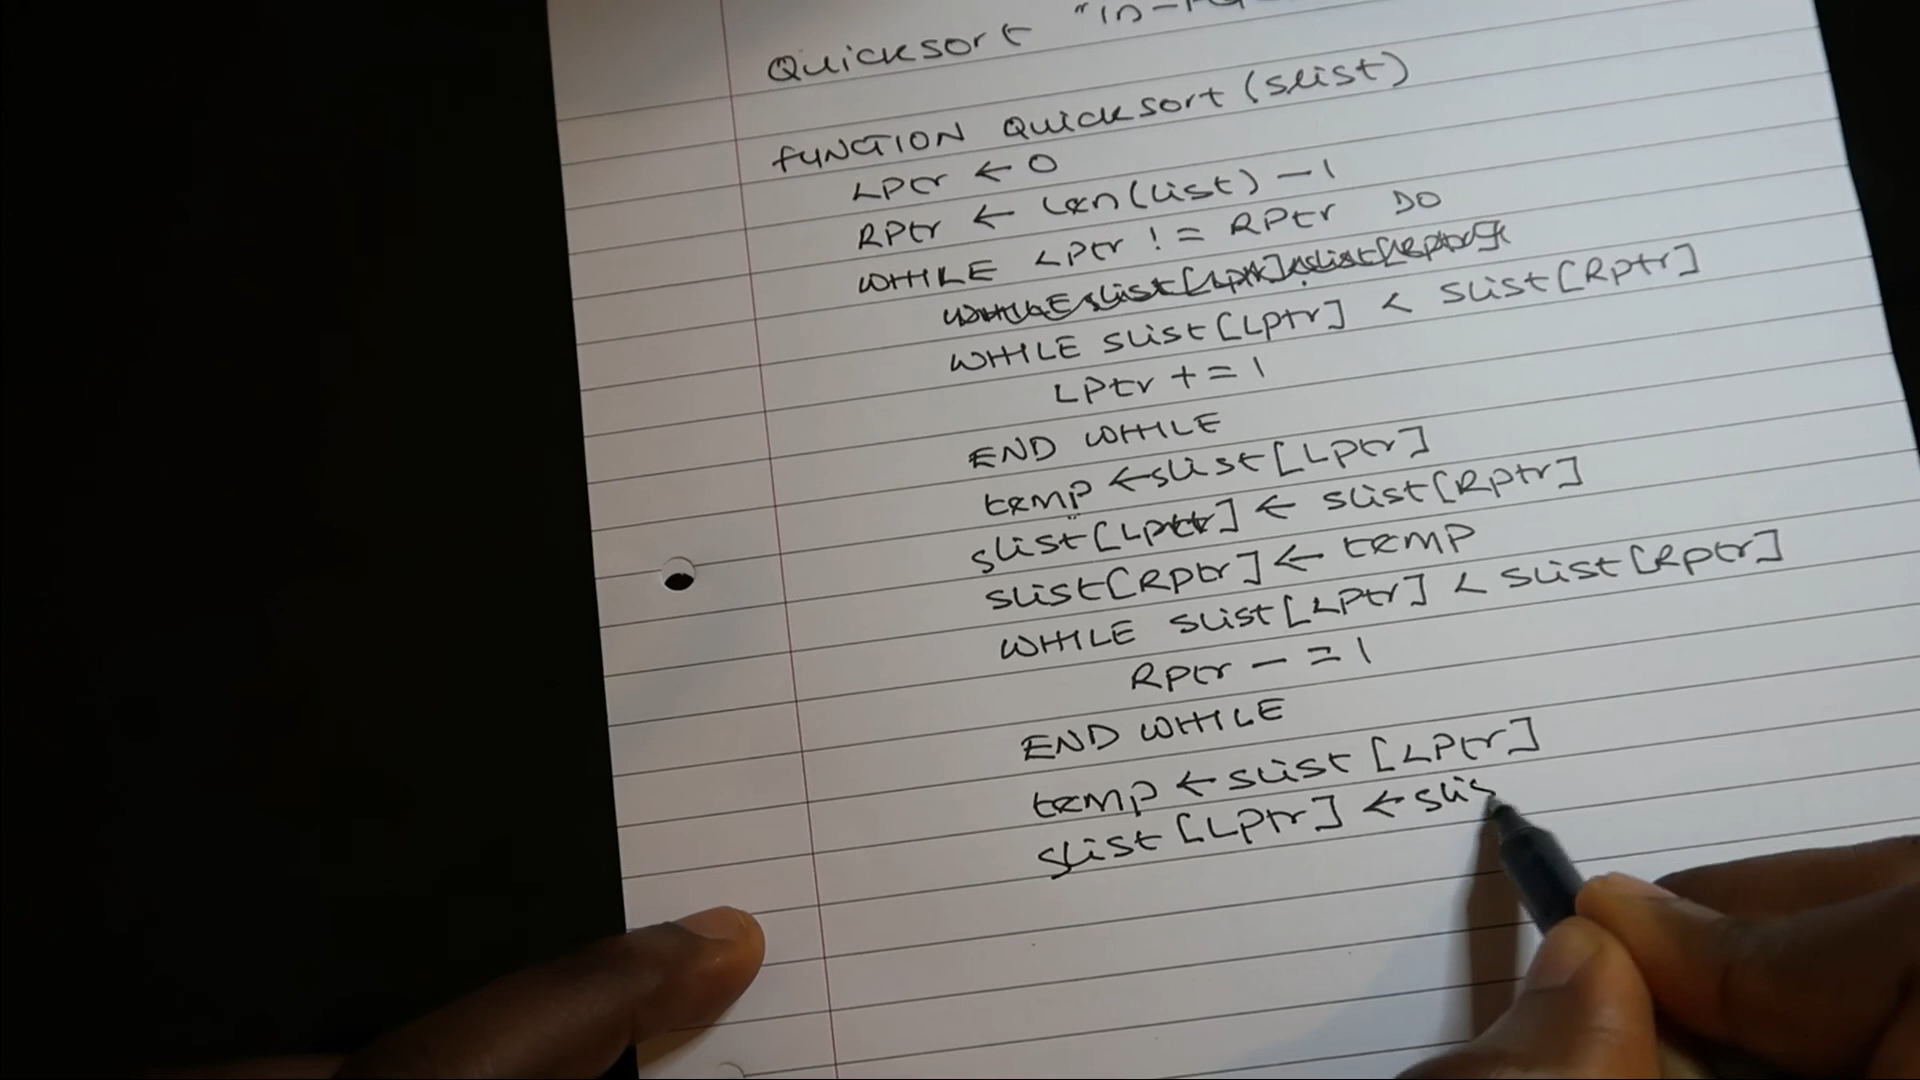 Quicksort "in-
FUNCTION Quicksort (slist)
LPtr ← 0
RPtr ← len(list) - 1
WHILE LPtr != RPtr DO
WHILE slist[LPtr] < slist[RPtr]
LPtr += 1
END WHILE
temp ← slist[LPtr]
slist[LPtr] ← slist[RPtr]
slist[RPtr] ← temp
WHILE slist[LPtr] < slist[RPtr]
RPtr -= 1
END WHILE
temp ← slist[LPtr]
slist[LPtr] ← slis